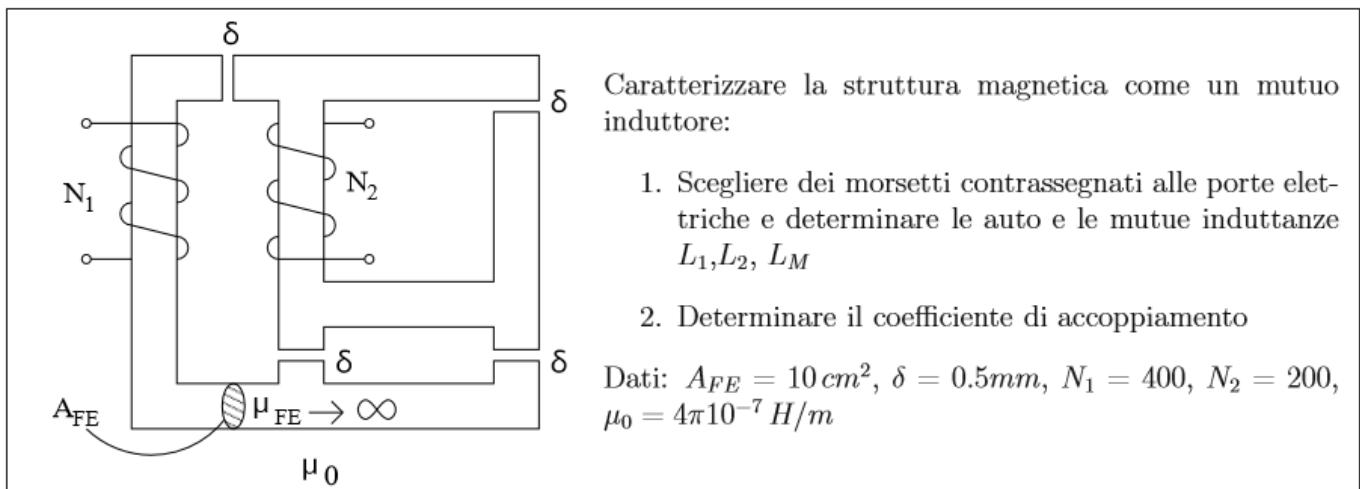 δ
δ
N1
N2
δ
δ
AFE
μFE → ∞
μ0
Caratterizzare la struttura magnetica come un mutuo
induttore:
1. Scegliere dei morsetti contrassegnati alle porte elet-
triche e determinare le auto e le mutue induttanze
L1,L2, LM
2. Determinare il coefficiente di accoppiamento
Dati: AFE = 10 cm², δ = 0.5mm, N1 = 400, N2 = 200,
μ0 = 4π10⁻⁷ H/m